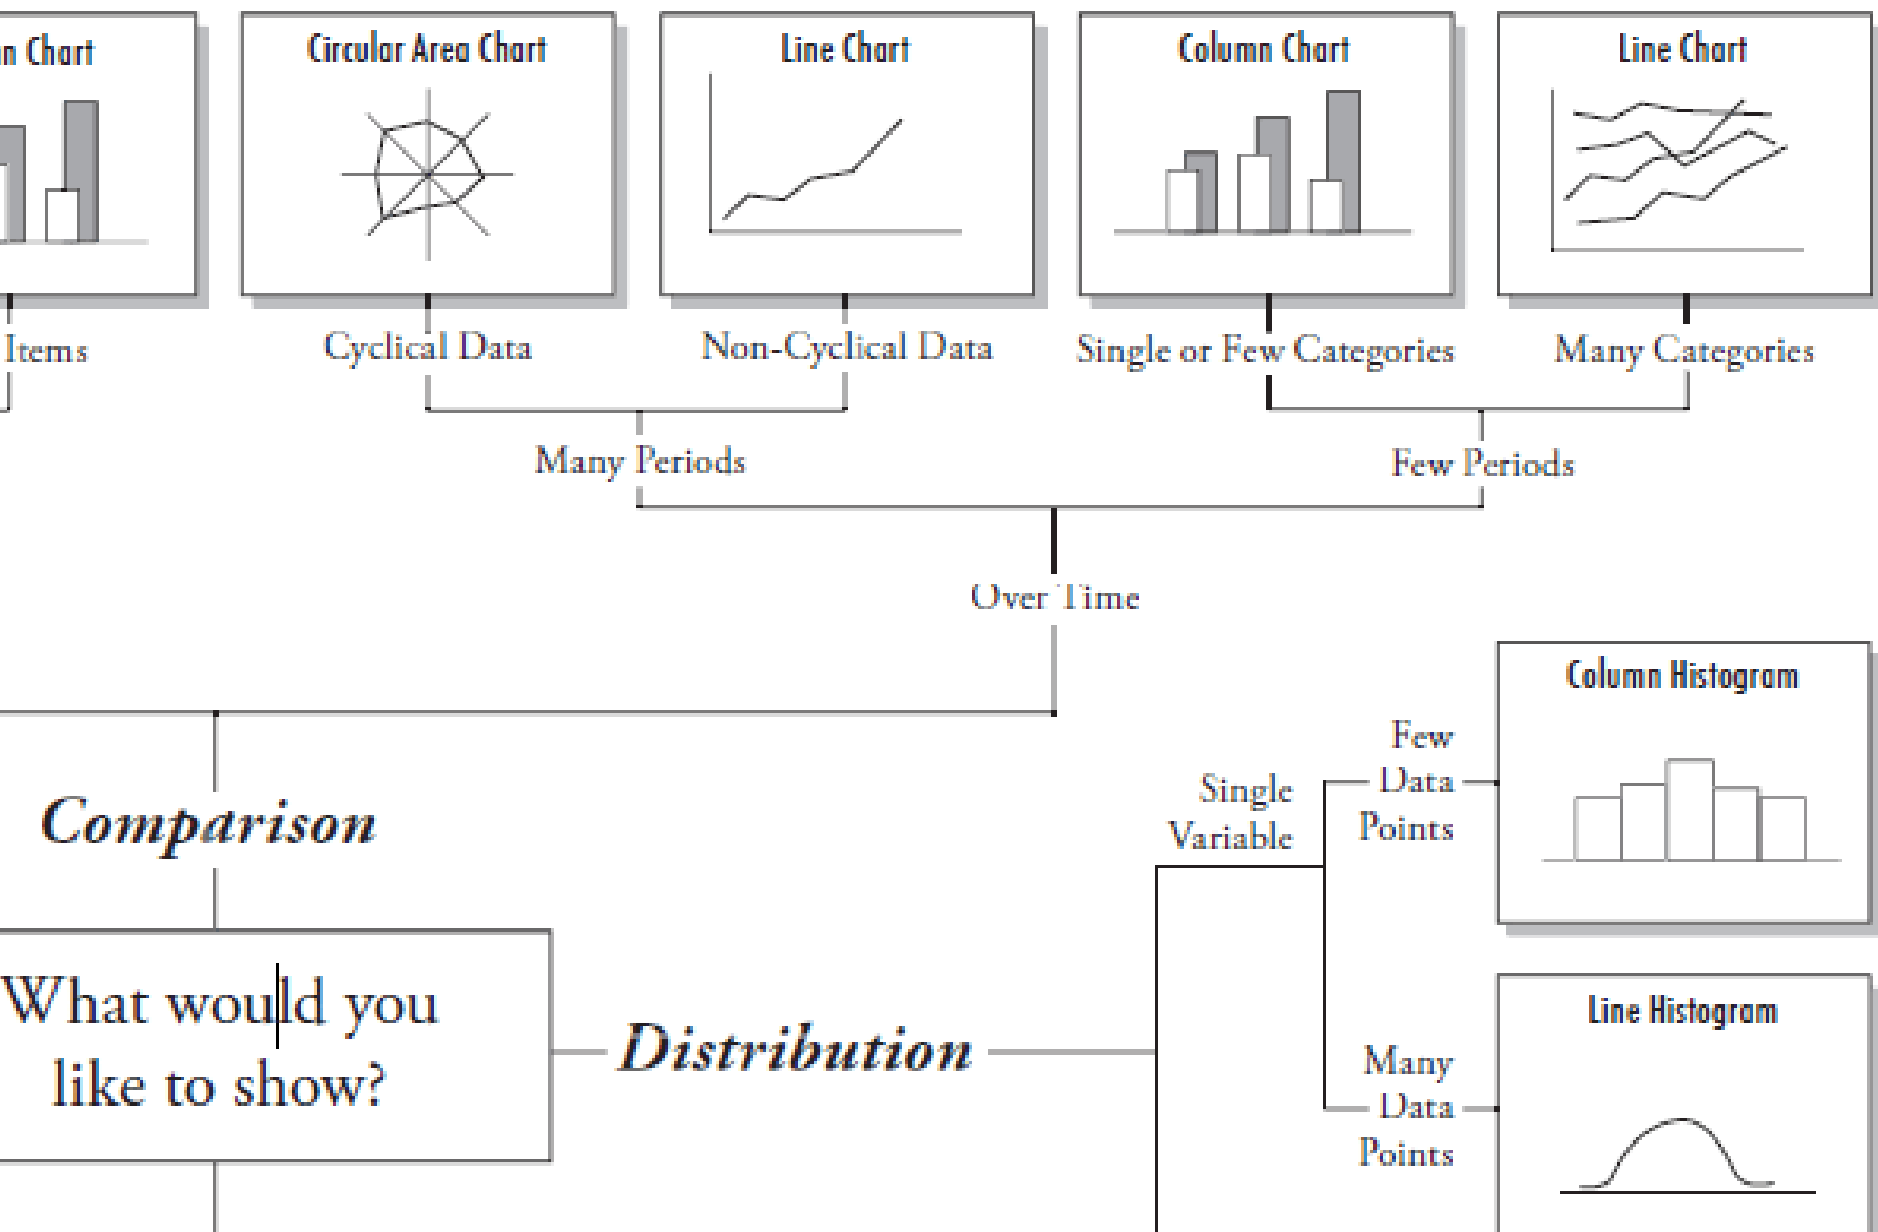 n Chart
Circular Area Chart
Line Chart
Column Chart
Line Chart
Items
Cyclical Data
Non-Cyclical Data
Single or Few Categories
Many Categories
Many Periods
Few Periods
Over Time
Column Histogram
Few
Data
Points
Single
Variable
Comparison
What would you
like to show?
Distribution
Line Histogram
Many
Data
Points